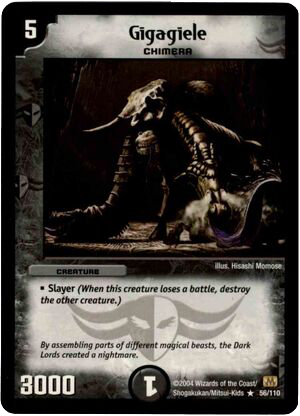 5
Gigagiele
CHIMERA
Illus. Hisashi Momose
CREATURE
▪ Slayer (When this creature loses a battle, destroy
the other creature.)
By assembling parts of different magical beasts, the Dark
Lords created a nightmare.
3000
1
©2004 Wizards of the Coast/
Shogakukan/Mitsui-Kids ★ 56/110